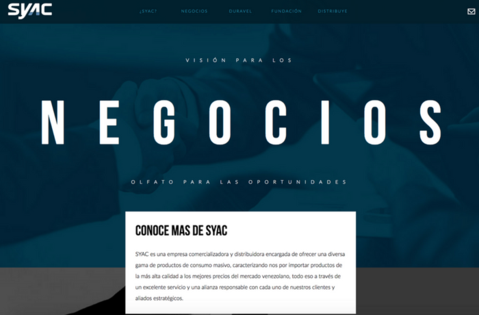 SYAC
¿SYAC? NEGOCIOS DURAVEL FUNDACIÓN DISTRIBUYE
VISIÓN PARA LOS
NEGOCIOS
OLFATO PARA LAS OPORTUNIDADES
CONOCE MAS DE SYAC
SYAC es una empresa comercializadora y distribuidora encargada de ofrecer una diversa
gama de productos de consumo masivo, caracterizando nos por importar productos de
la más alta calidad a los mejores precios del mercado venezolano, todo eso a través de
un excelente servicio y una alianza responsable con cada uno de nuestros clientes y
aliados estratégicos.